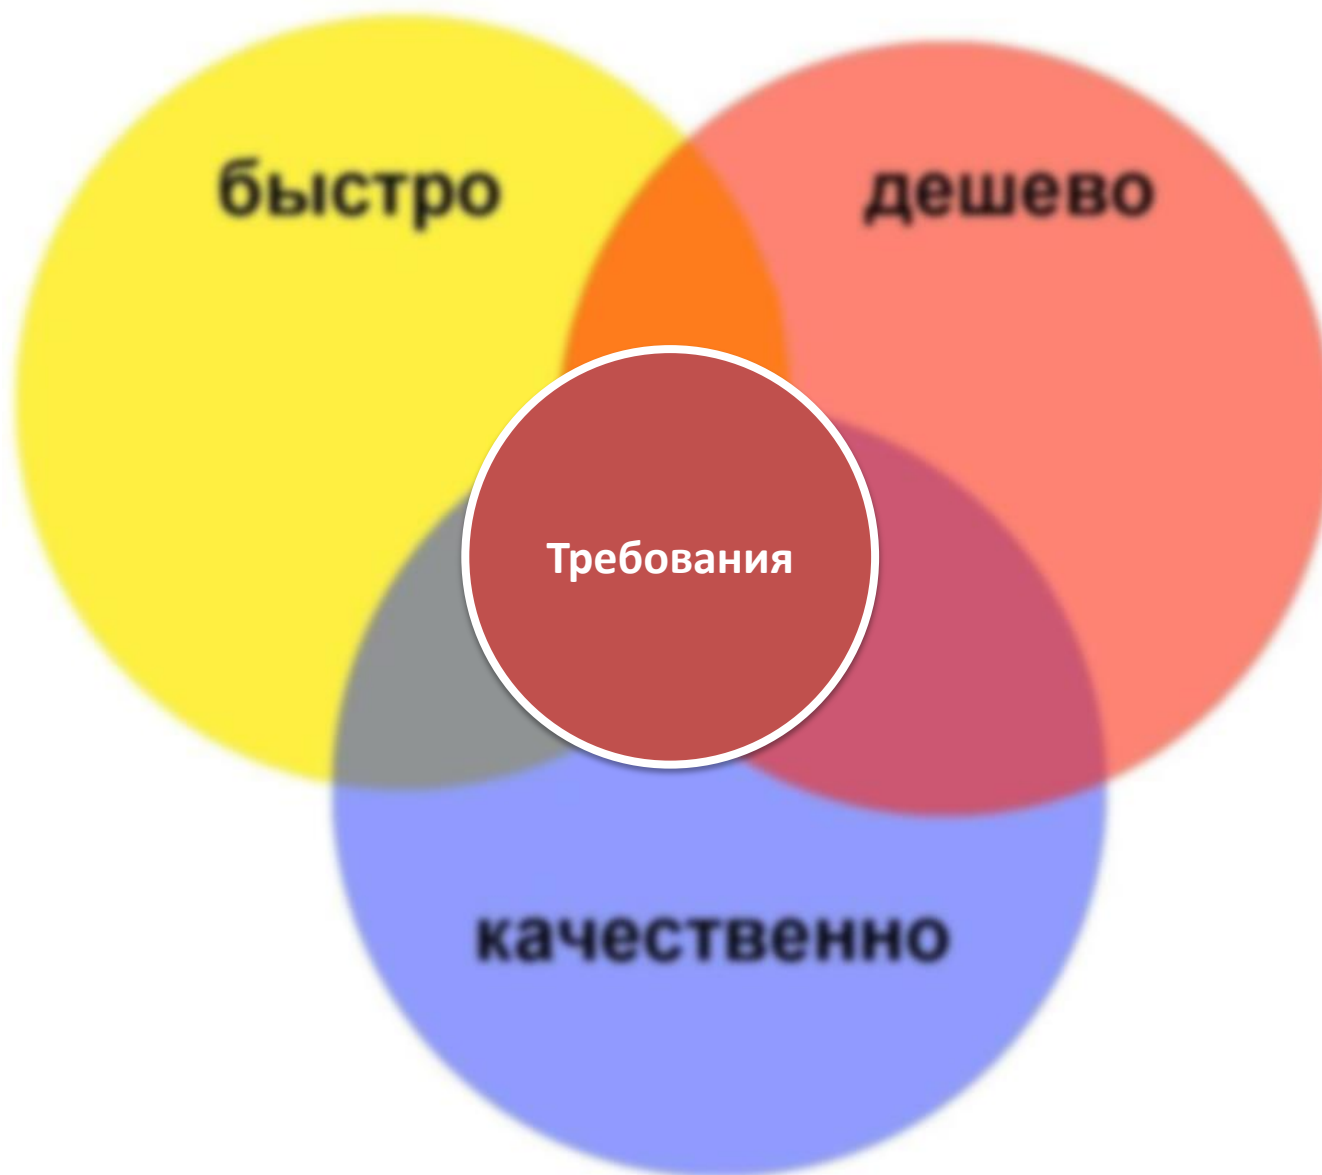 быстро
дешево
Требования
качественно